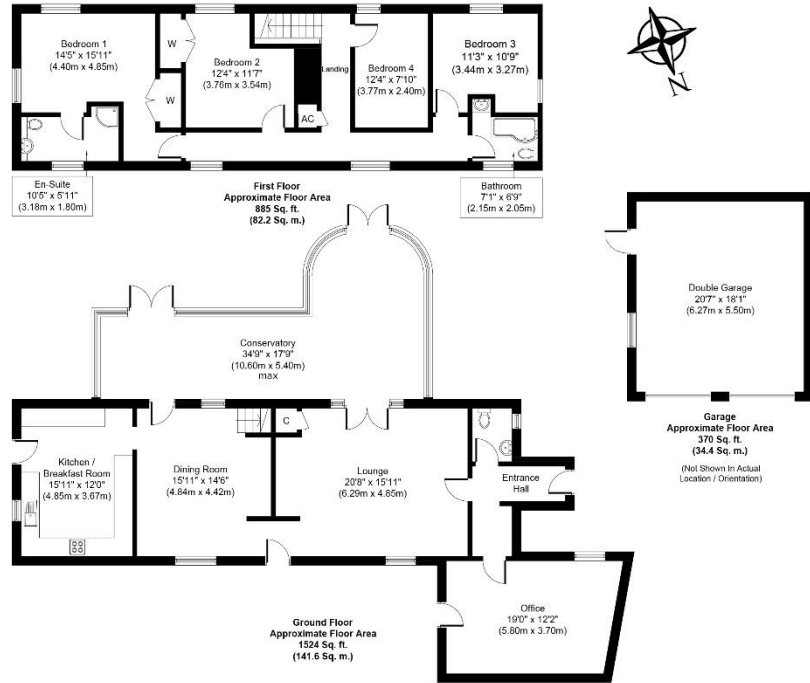 Bedroom 1
14'5" x 15'11"
(4.40m x 4.85m)
W
W
Bedroom 2
12'4" x 11'7"
(3.76m x 3.54m)
AC
Landing
Bedroom 4
12'4" x 7'10"
(3.77m x 2.40m)
Bedroom 3
11'3" x 10'9"
(3.44m x 3.27m)
N
En-Suite
10'5" x 5'11"
(3.18m x 1.80m)
First Floor
Approximate Floor Area
885 Sq. ft.
(82.2 Sq. m.)
Bathroom
7'1" x 6'9"
(2.15m x 2.05m)
Double Garage
20'7" x 18'1"
(6.27m x 5.50m)
Garage
Approximate Floor Area
370 Sq. ft.
(34.4 Sq. m.)
(Not Shown In Actual
Location / Orientation)
Conservatory
34'9" x 17'9"
(10.60m x 5.40m)
max
Kitchen /
Breakfast Room
15'11" x 12'0"
(4.85m x 3.67m)
Dining Room
15'11" x 14'6"
(4.84m x 4.42m)
C
Lounge
20'8" x 15'11"
(6.29m x 4.85m)
Entrance
Hall
Office
19'0" x 12'2"
(5.80m x 3.70m)
Ground Floor
Approximate Floor Area
1524 Sq. ft.
(141.6 Sq. m.)